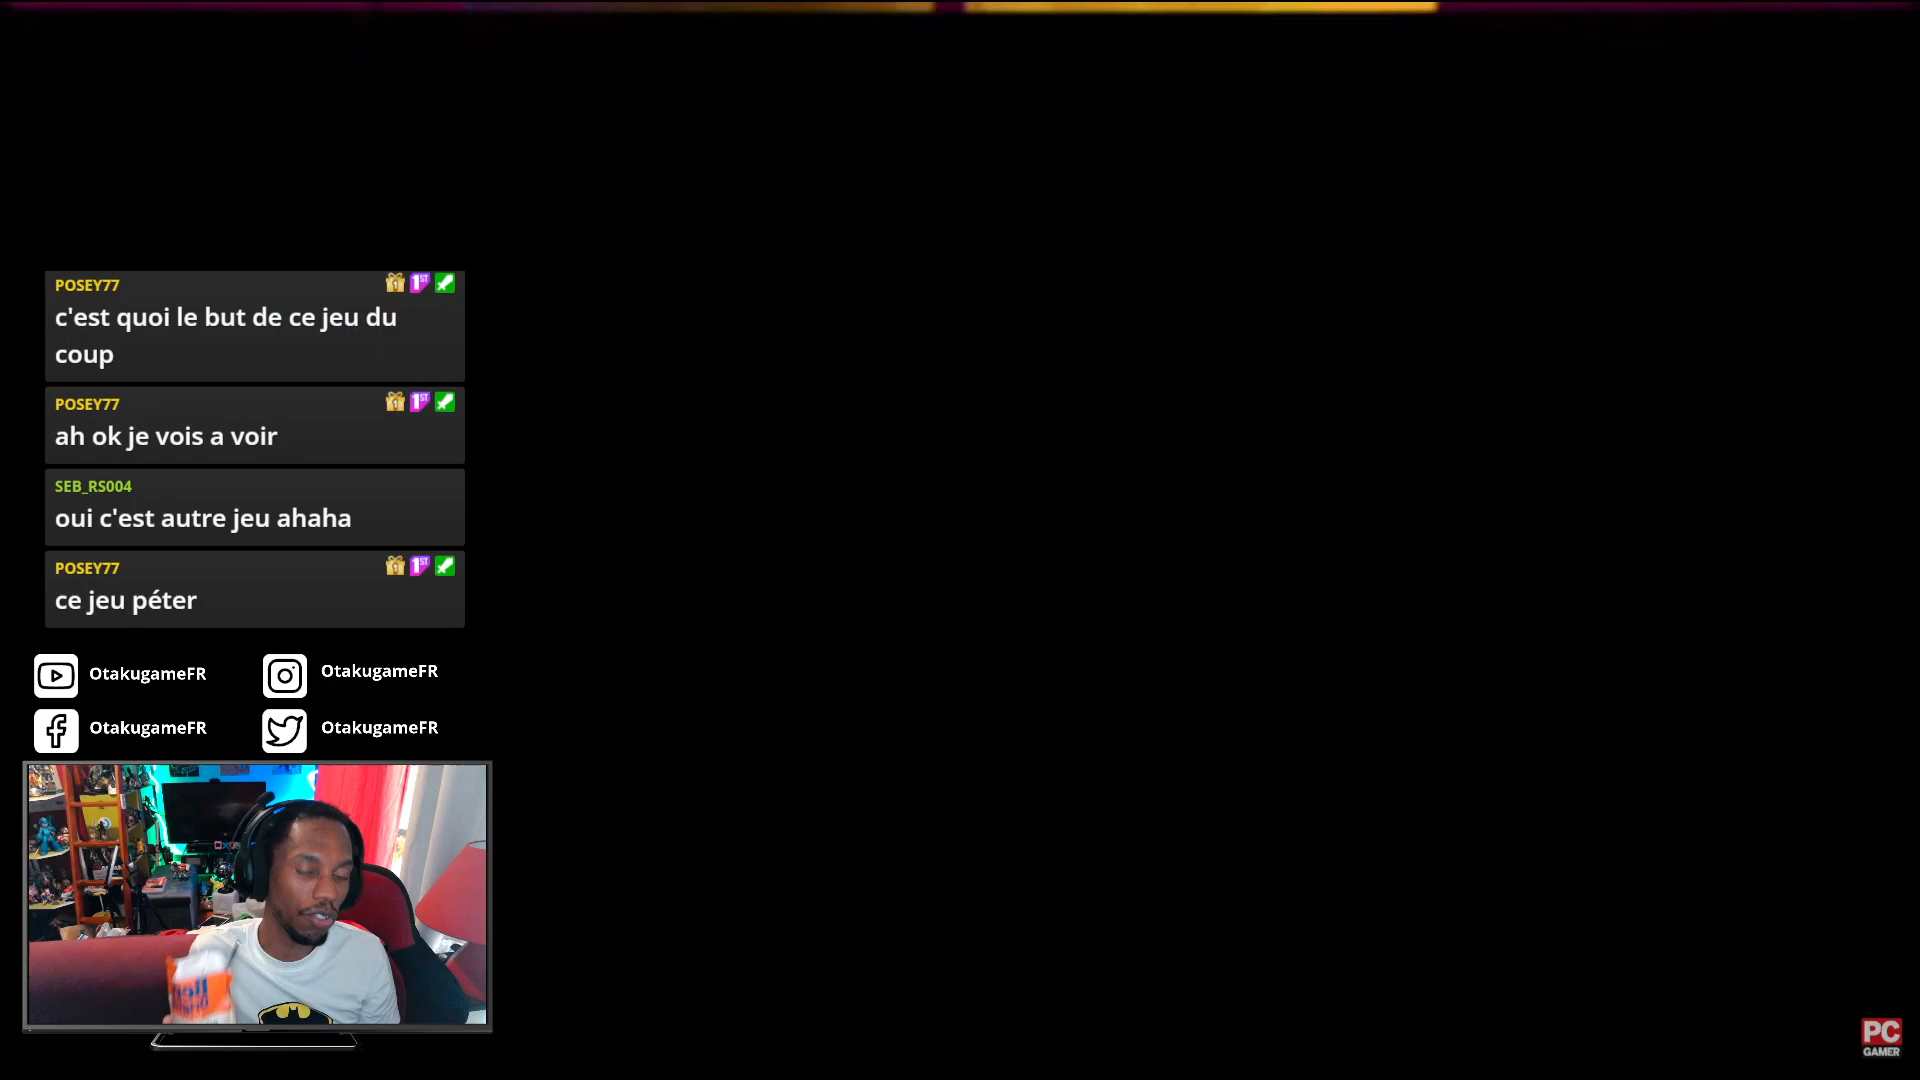 POSEY77
c'est quoi le but de ce jeu du
coup
POSEY77
ah ok je vois a voir
SEB_RS004
oui c'est autre jeu ahaha
POSEY77
ce jeu péter
OtakugameFR
OtakugameFR
OtakugameFR
OtakugameFR
PC
GAMER